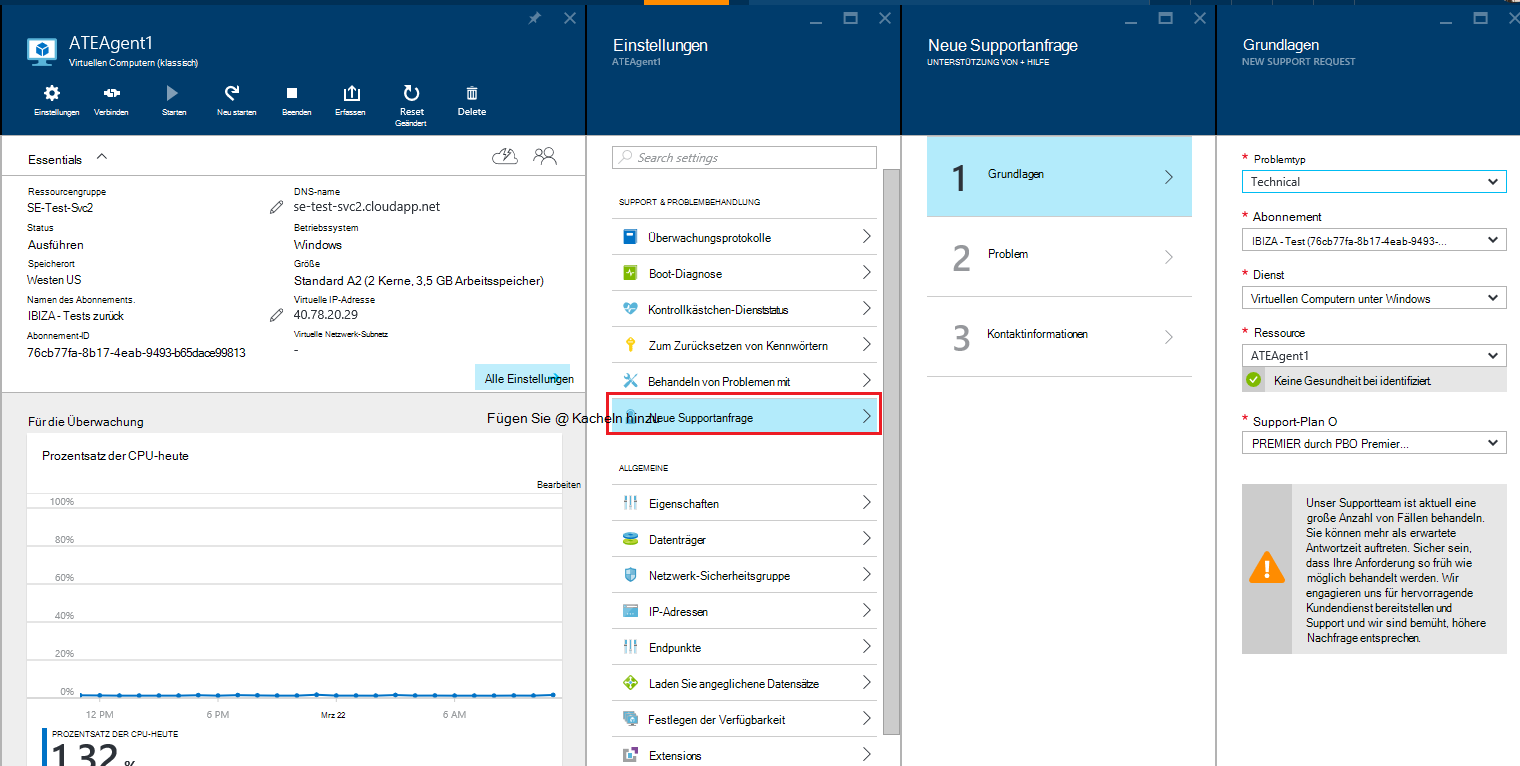 ATEAgent1
Virtuellen Computern (klassisch)
Einstellungen
Verbinden
Starten
Neu starten
Beenden
Erfassen
Reset
Geändert
Delete
Essentials
Ressourcengruppe
SE-Test-Svc2
Status
Ausführen
Speicherort
Westen US
Namen des Abonnements.
IBIZA - Tests zurück
Abonnement-ID
76cb77fa-8b17-4eab-9493-b65dace99813
DNS-name
se-test-svc2.cloudapp.net
Betriebssystem
Windows
Größe
Standard A2 (2 Kerne, 3,5 GB Arbeitsspeicher)
Virtuelle IP-Adresse
40.78.20.29
Virtuelle Netzwerk-Subnetz
-
Alle Einstellungen
Für die Überwachung
Fügen Sie @ Kacheln hinzu
Prozentsatz der CPU-heute
Bearbeiten
100%
80%
60%
40%
20%
0%
12 PM
6 PM
Mrz 22
6 AM
PROZENTSATZ DER CPU-HEUTE
1.32 %
Einstellungen
ATEAgent1
Search settings
SUPPORT & PROBLEMBEHANDLUNG
Überwachungsprotokolle
Boot-Diagnose
Kontrollkästchen-Dienststatus
Zum Zurücksetzen von Kennwörtern
Behandeln von Problemen mit
Neue Supportanfrage
ALLGEMEINE
Eigenschaften
Datenträger
Netzwerk-Sicherheitsgruppe
IP-Adressen
Endpunkte
Laden Sie angeglichene Datensätze
Festlegen der Verfügbarkeit
Extensions
Neue Supportanfrage
UNTERSTÜTZUNG VON + HILFE
1 Grundlagen
2 Problem
3 Kontaktinformationen
Grundlagen
NEW SUPPORT REQUEST
* Problemtyp
Technical
* Abonnement
IBIZA - Test (76cb77fa-8b17-4eab-9493-...
* Dienst
Virtuellen Computern unter Windows
* Ressource
ATEAgent1
Keine Gesundheit bei identifiziert.
* Support-Plan O
PREMIER durch PBO Premier...
Unser Supportteam ist aktuell eine
große Anzahl von Fällen behandeln.
Sie können mehr als erwartete
Antwortzeit auftreten. Sicher sein,
dass Ihre Anforderung so früh wie
möglich behandelt werden. Wir
engagieren uns für hervorragende
Kundendienst bereitstellen und
Support und wir sind bemüht, höhere
Nachfrage entsprechen.